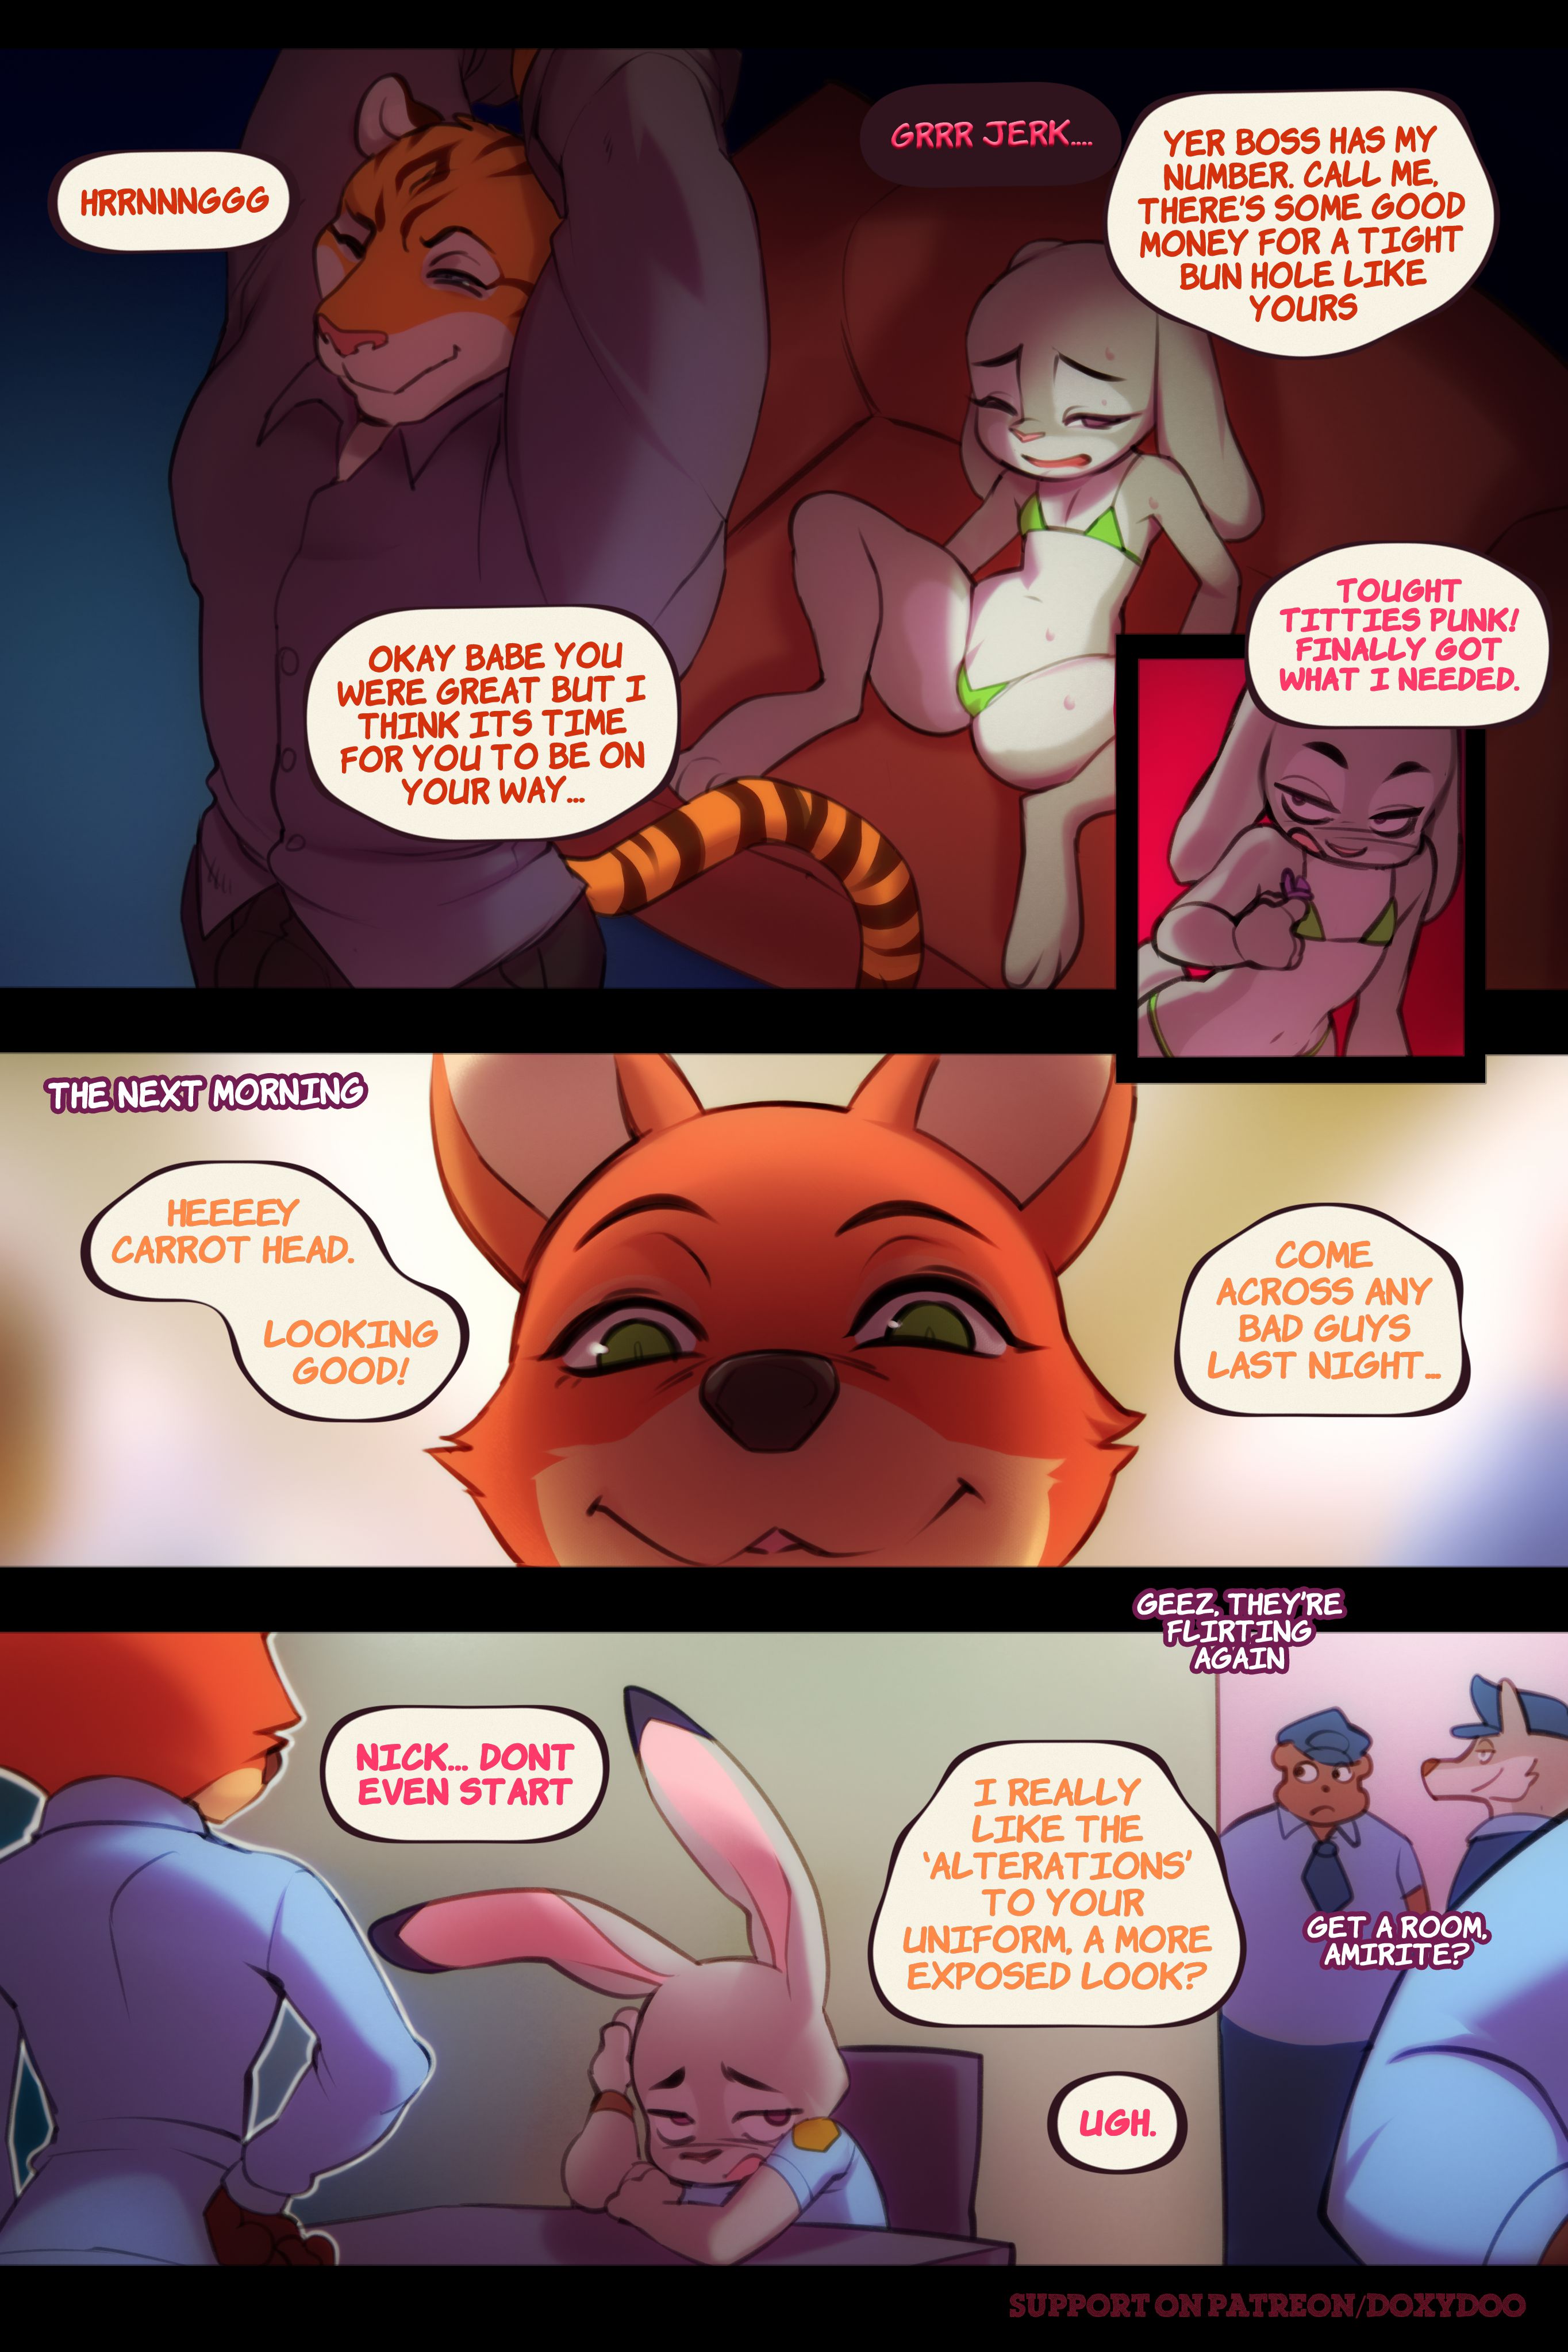 HRRNNNGGG
GRRR JERK....
YER BOSS HAS MY
NUMBER. CALL ME,
THERE'S SOME GOOD
MONEY FOR A TIGHT
BUN HOLE LIKE
YOURS
OKAY BABE YOU
WERE GREAT BUT I
THINK ITS TIME
FOR YOU TO BE ON
YOUR WAY...
TOUGHT
TITTIES PUNK!
FINALLY GOT
WHAT I NEEDED.
THE NEXT MORNING
HEEEEY
CARROT HEAD.
LOOKING
GOOD!
COME
ACROSS ANY
BAD GUYS
LAST NIGHT...
GEEZ, THEY'RE
FLIRTING
AGAIN
NICK... DONT
EVEN START
I REALLY
LIKE THE
'ALTERATIONS'
TO YOUR
UNIFORM, A MORE
EXPOSED LOOK?
GET A ROOM,
AMIRITE?
UGH.
SUPPORT ON PATREON/DOXYDOO